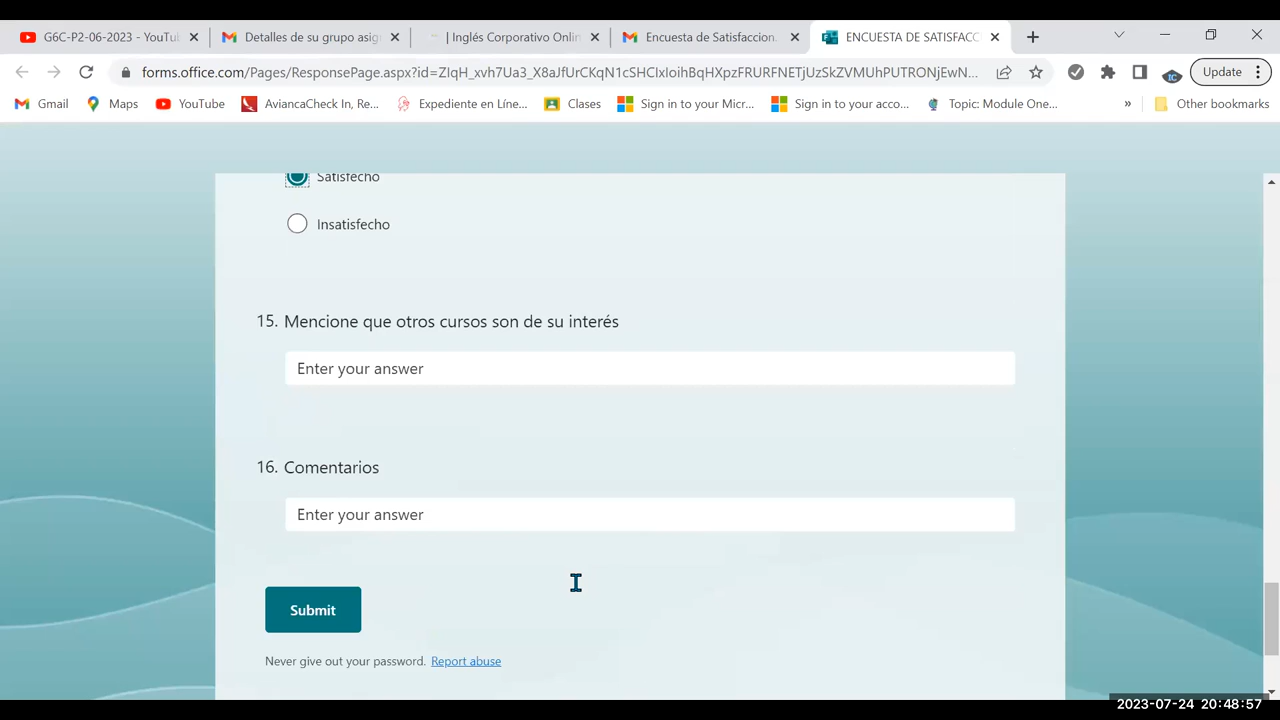 G6C-P2-06-2023 - YouTu
Detalles de su grupo asig
| Inglés Corporativo Onlin
Encuesta de Satisfaccion.
ENCUESTA DE SATISFACC
forms.office.com/Pages/ResponsePage.aspx?id=ZIqH_xvh7Ua3_X8aJfUrCKqN1cSHClxIoihBqHXpzFRURFNETjUzSkZVMUhPUTRONjEwN...
Update
Gmail
Maps
YouTube
AviancaCheck In, Re...
Expediente en Líne...
Clases
Sign in to your Micr...
Sign in to your acco...
Topic: Module One...
»
Other bookmarks
Satisfecho
Insatisfecho
15. Mencione que otros cursos son de su interés
Enter your answer
16. Comentarios
Enter your answer
Submit
Never give out your password. Report abuse
2023-07-24 20:48:57